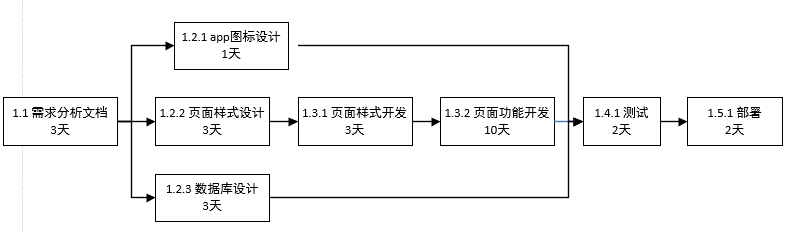 1.2.1 app图标设计
1天
1.1 需求分析文档
3天
1.2.2 页面样式设计
3天
1.3.1 页面样式开发
3天
1.3.2 页面功能开发
10天
1.4.1 测试
2天
1.5.1 部署
2天
1.2.3 数据库设计
3天